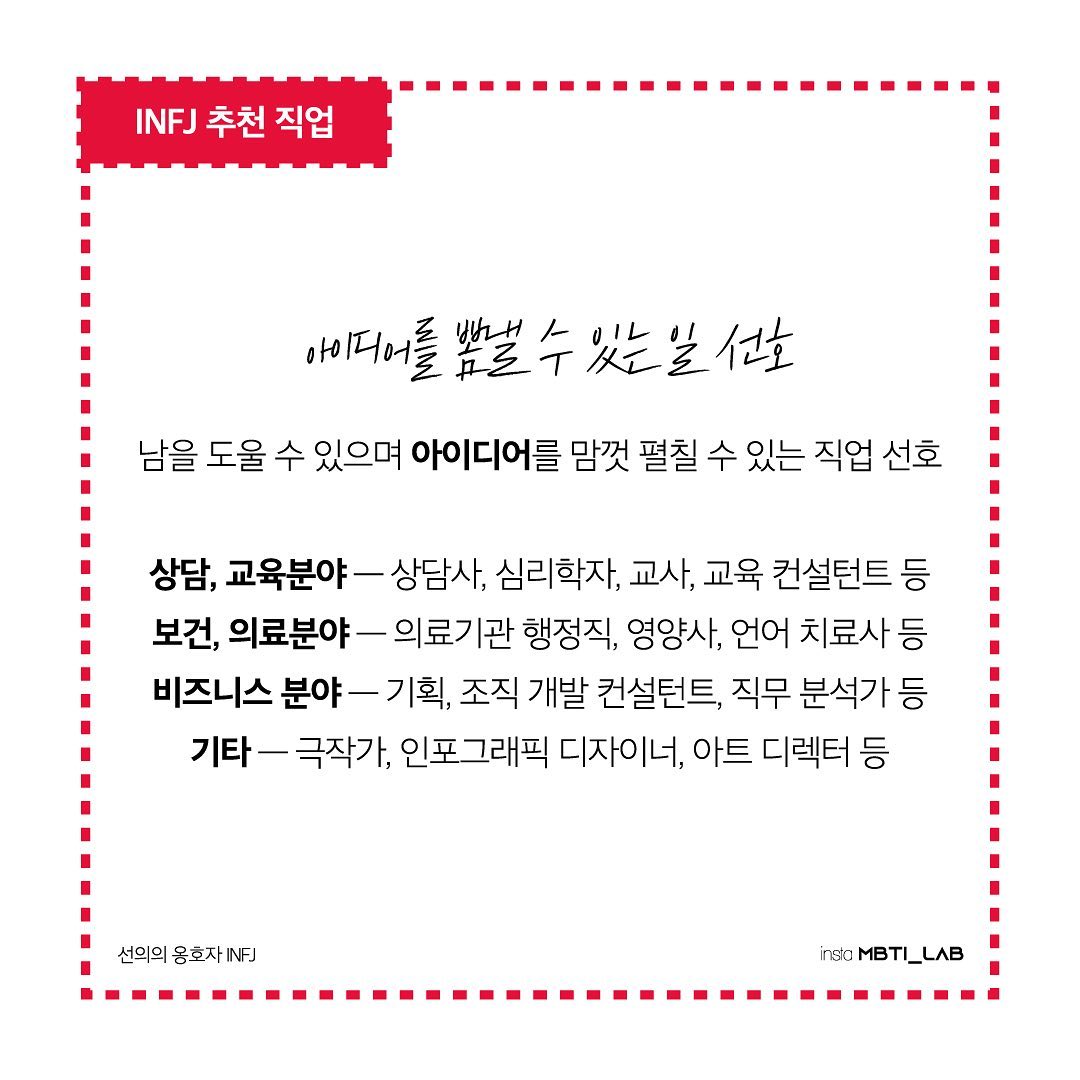 INFJ 추천 직업
아이디어를 뽐낼 수 있는 일 선호
남을 도울 수 있으며 아이디어를 맘껏 펼칠 수 있는 직업 선호
상담, 교육분야 — 상담사, 심리학자, 교사, 교육 컨설턴트 등
보건, 의료분야 — 의료기관 행정직, 영양사, 언어 치료사 등
비즈니스 분야 — 기획, 조직 개발 컨설턴트, 직무 분석가 등
기타 — 극작가, 인포그래픽 디자이너, 아트 디렉터 등
선의의 옹호자 INFJ
insta MBTI_LAB